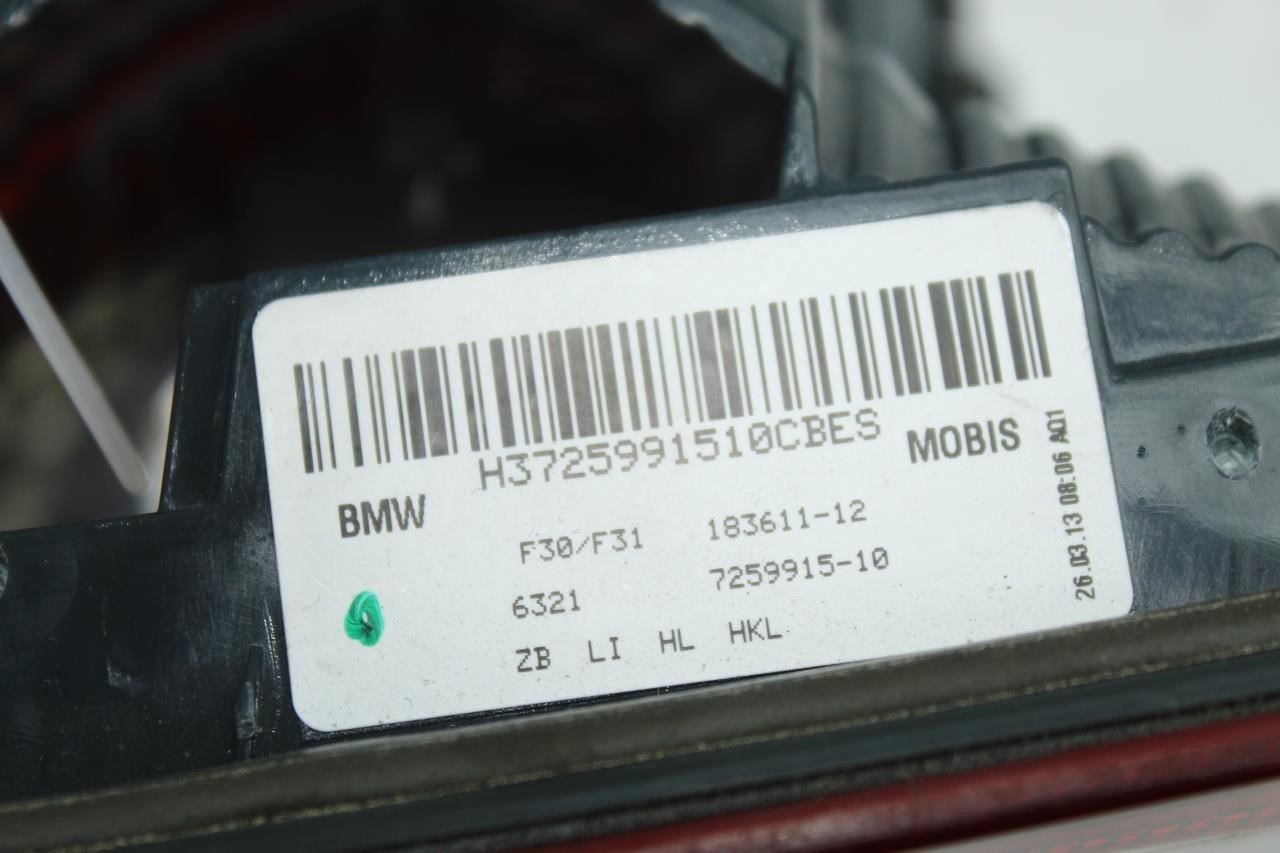 H3725991510CBES
BMW
MOBIS
F30/F31 183611-12
6321 7259915-10
ZB LI HL HKL
26.03.13 08:06 A01